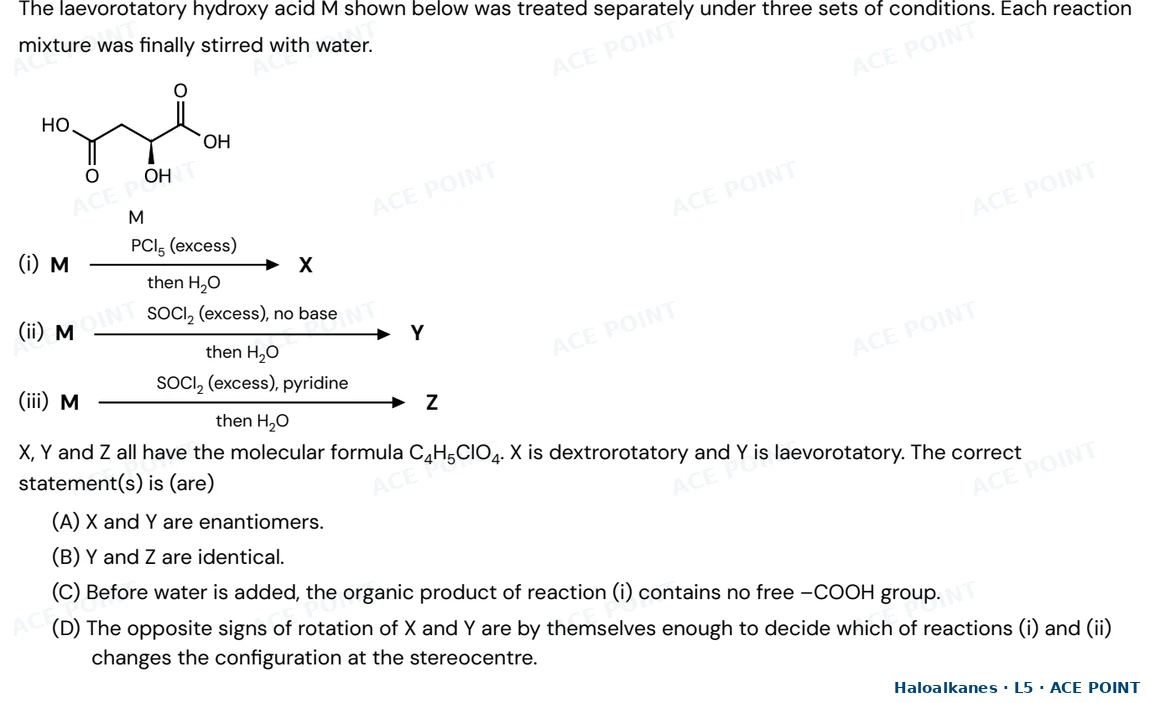 The laevorotatory hydroxy acid M shown below was treated separately under three sets of conditions. Each reaction
mixture was finally stirred with water.
O
HO
OH
O
OH
M
(i) M PCl₅ (excess) X
then H₂O
(ii) M SOCl₂ (excess), no base Y
then H₂O
(iii) M SOCl₂ (excess), pyridine Z
then H₂O
X, Y and Z all have the molecular formula C₄H₅ClO₄. X is dextrorotatory and Y is laevorotatory. The correct
statement(s) is (are)
(A) X and Y are enantiomers.
(B) Y and Z are identical.
(C) Before water is added, the organic product of reaction (i) contains no free –COOH group.
(D) The opposite signs of rotation of X and Y are by themselves enough to decide which of reactions (i) and (ii)
changes the configuration at the stereocentre.
Haloalkanes · L5 · ACE POINT